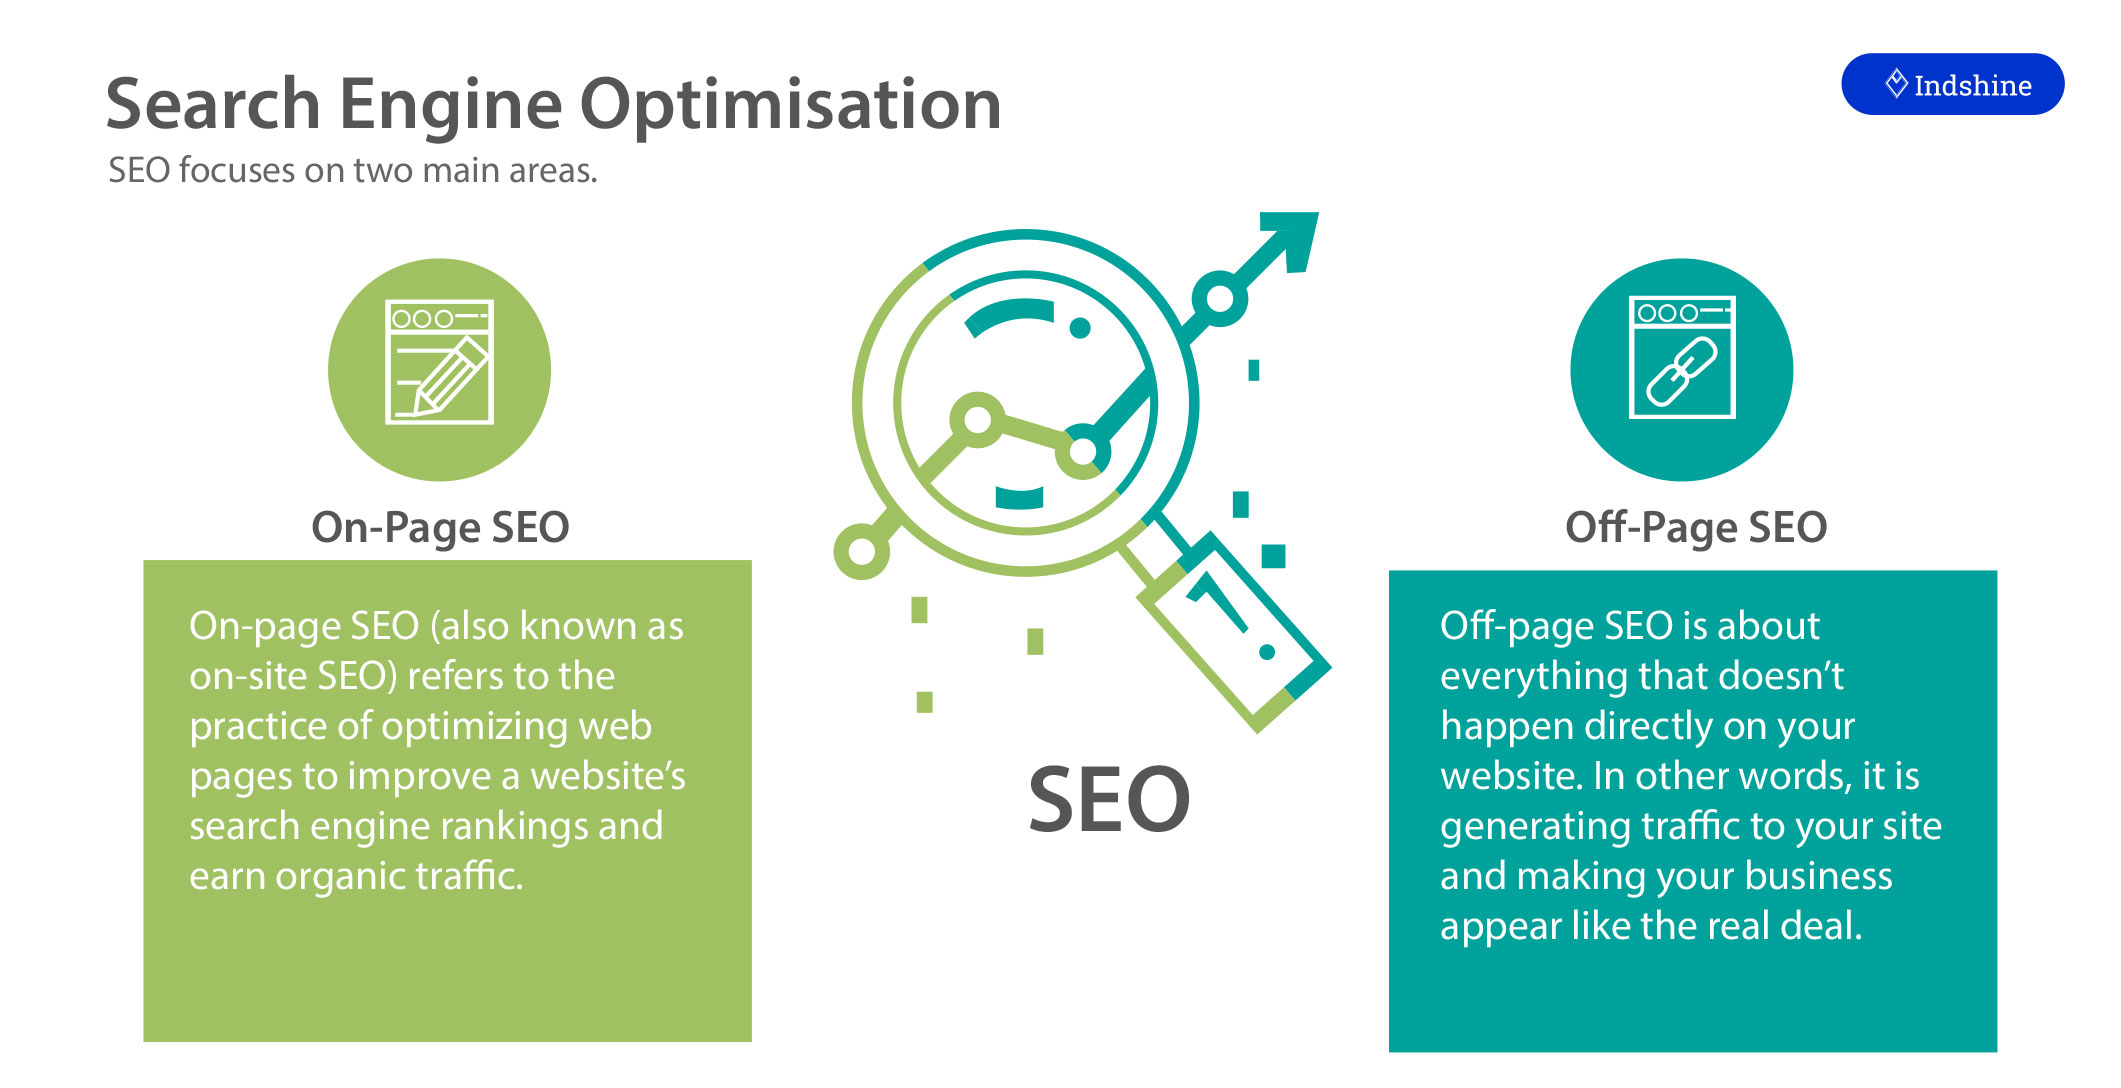 Search Engine Optimisation
SEO focuses on two main areas.
Indshine
On-Page SEO
On-page SEO (also known as
on-site SEO) refers to the
practice of optimizing web
pages to improve a website’s
search engine rankings and
earn organic traffic.
SEO
Off-Page SEO
Off-page SEO is about
everything that doesn’t
happen directly on your
website. In other words, it is
generating traffic to your site
and making your business
appear like the real deal.